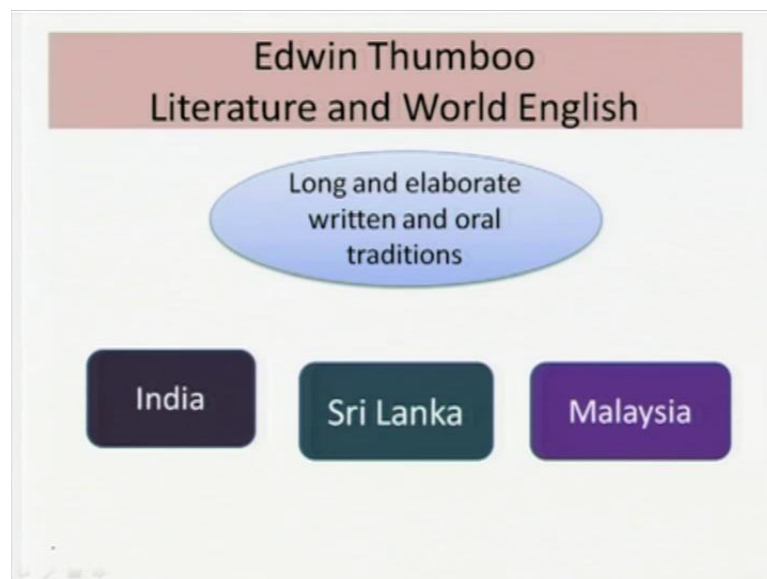 Edwin Thumboo
Literature and World English
Long and elaborate
written and oral
traditions
India
Sri Lanka
Malaysia